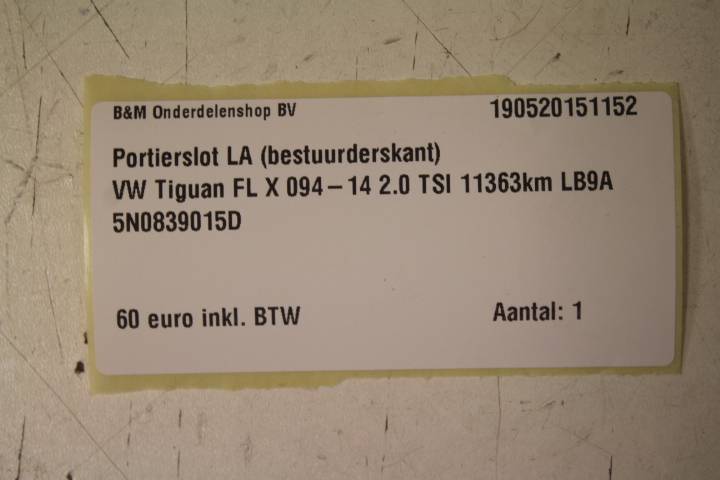 B&M Onderdelenshop BV 190520151152
Portierslot LA (bestuurderskant)
VW Tiguan FL X 094-14 2.0 TSI 11363km LB9A
5N0839015D
60 euro inkl. BTW Aantal: 1